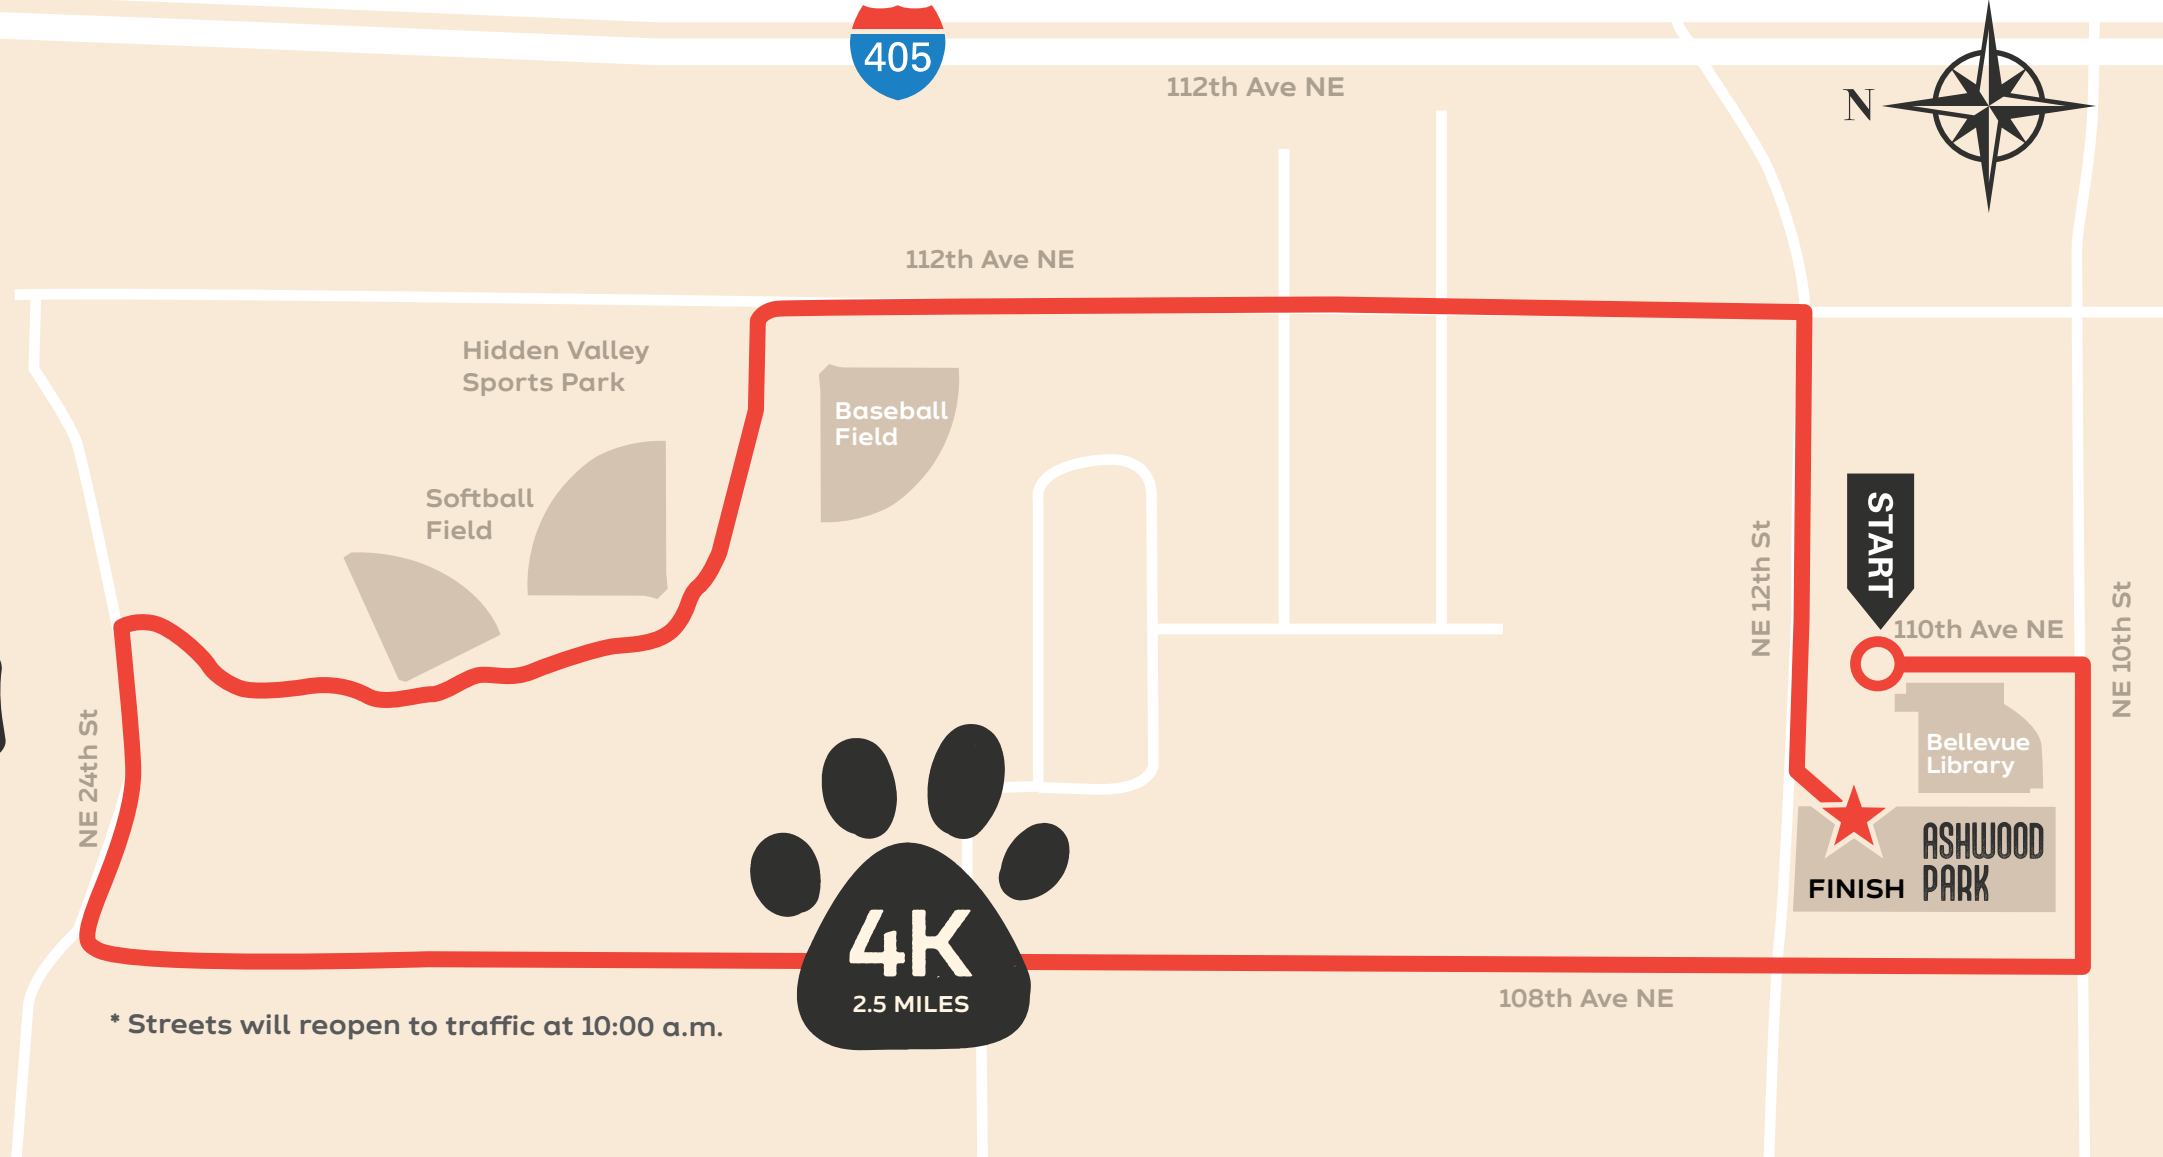 405
112th Ave NE
N
112th Ave NE
Hidden Valley
Sports Park
Baseball
Field
Softball
Field
START
NE 12th St
110th Ave NE
NE 10th St
Bellevue
Library
NE 24th St
ASHWOOD
PARK
FINISH
4K
2.5 MILES
108th Ave NE
* Streets will reopen to traffic at 10:00 a.m.